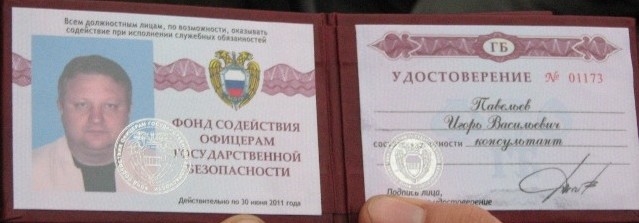 Всем должностным лицам, по возможности, оказывать
содействие при исполнении служебных обязанностей
ФОНД СОДЕЙСТВИЯ
ОФИЦЕРАМ
ГОСУДАРСТВЕННОЙ
БЕЗОПАСНОСТИ
Действительно по 30 июня 2011 года
ГБ
УДОСТОВЕРЕНИЕ № 01173
Павельев
Игорь Васильевич
консультант
Подпись лица,
удостоверение